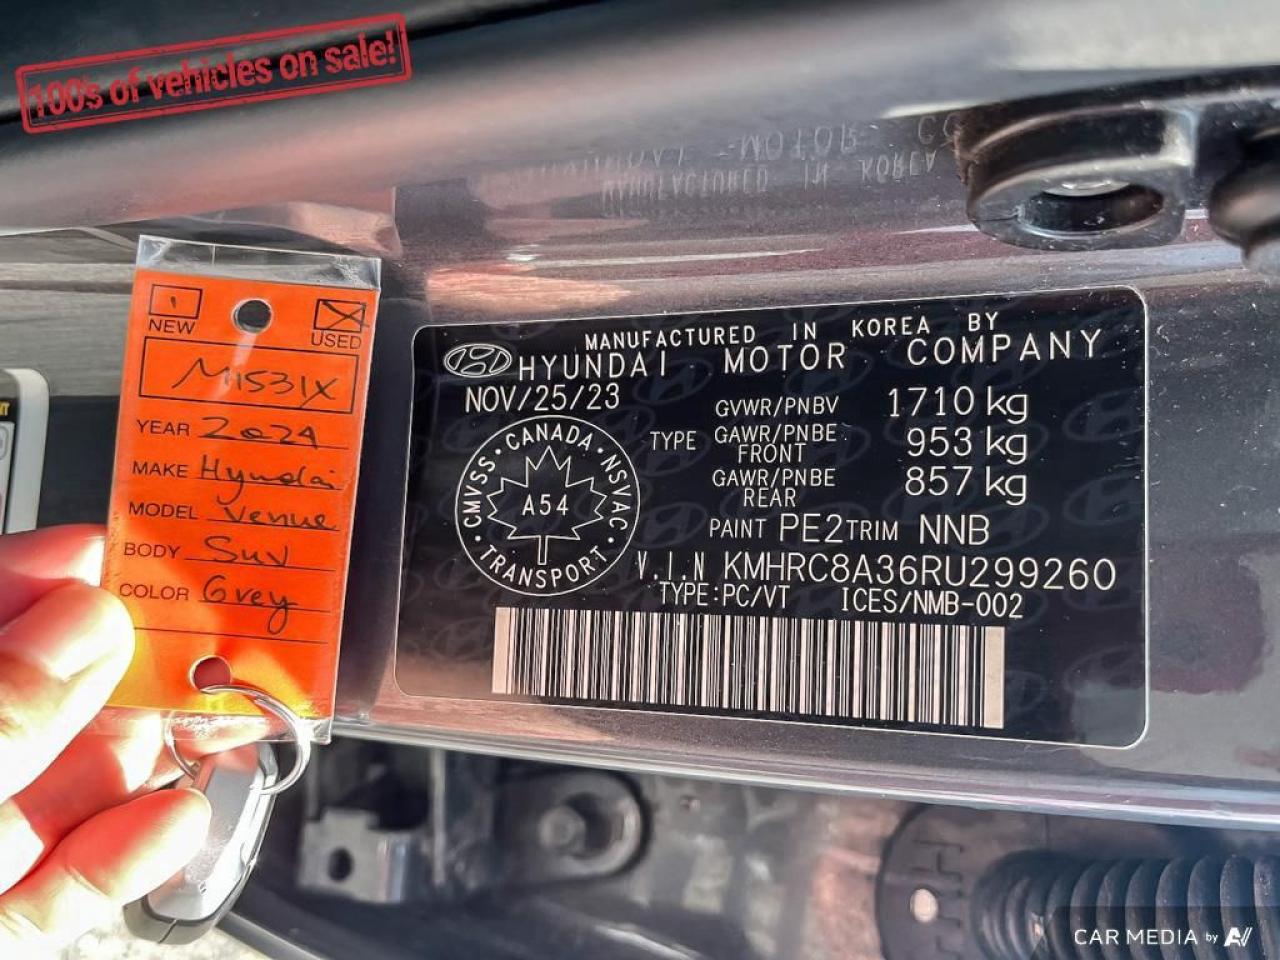 100's of vehicles on sale!
NEW
USED
M1531X
YEAR 2024
MAKE Hyundai
MODEL Venue
BODY Suv
COLOR Grey
MANUFACTURED IN KOREA BY
HYUNDAI MOTOR COMPANY
NOV/25/23
GVWR/PNBV 1710 kg
TYPE GAWR/PNBE FRONT 953 kg
GAWR/PNBE REAR 857 kg
CANADA · NSVAC · TRANSPORT · CMVSS
A54
PAINT PE2 TRIM NNB
V.I.N KMHRC8A36RU299260
TYPE:PC/VT ICES/NMB-002
CAR MEDIA by